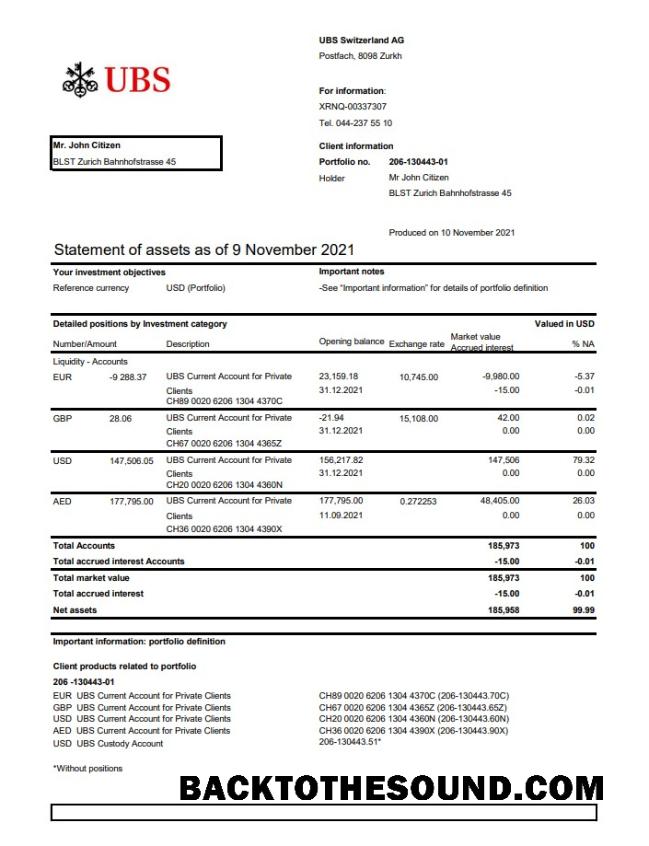 UBS Switzerland AG
Postfach, 8098 Zurkh
UBS
For information:
XRNQ-00337307
Tel. 044-237 55 10
Mr. John Citizen
BLST Zurich Bahnhofstrasse 45
Client information
Portfolio no. 206-130443-01
Holder Mr John Citizen
BLST Zurich Bahnhofstrasse 45
Produced on 10 November 2021
Statement of assets as of 9 November 2021
Your investment objectives Important notes
Reference currency USD (Portfolio) -See “Important information” for details of portfolio definition
Detailed positions by Investment category Valued in USD
Number/Amount Description Opening balance Exchange rate Market value Accrued interest % NA
Liquidity - Accounts
EUR -9 288.37 UBS Current Account for Private 23,159.18 10,745.00 -9,980.00 -5.37
Clients 31.12.2021 -15.00 -0.01
CH89 0020 6206 1304 4370C
GBP 28.06 UBS Current Account for Private -21.94 15,108.00 42.00 0.02
Clients 31.12.2021 0.00 0.00
CH67 0020 6206 1304 4365Z
USD 147,506.05 UBS Current Account for Private 156,217.82 147,506 79.32
Clients 31.12.2021 0.00 0.00
CH20 0020 6206 1304 4360N
AED 177,795.00 UBS Current Account for Private 177,795.00 0.272253 48,405.00 26.03
Clients 11.09.2021 0.00 0.00
CH36 0020 6206 1304 4390X
Total Accounts 185,973 100
Total accrued interest Accounts -15.00 -0.01
Total market value 185,973 100
Total accrued interest -15.00 -0.01
Net assets 185,958 99.99
Important information: portfolio definition
Client products related to portfolio
206 -130443-01
EUR UBS Current Account for Private Clients CH89 0020 6206 1304 4370C (206-130443.70C)
GBP UBS Current Account for Private Clients CH67 0020 6206 1304 4365Z (206-130443.65Z)
USD UBS Current Account for Private Clients CH20 0020 6206 1304 4360N (206-130443.60N)
AED UBS Current Account for Private Clients CH36 0020 6206 1304 4390X (206-130443.90X)
USD UBS Custody Account 206-130443.51*
*Without positions
BACKTOTHESOUND.COM